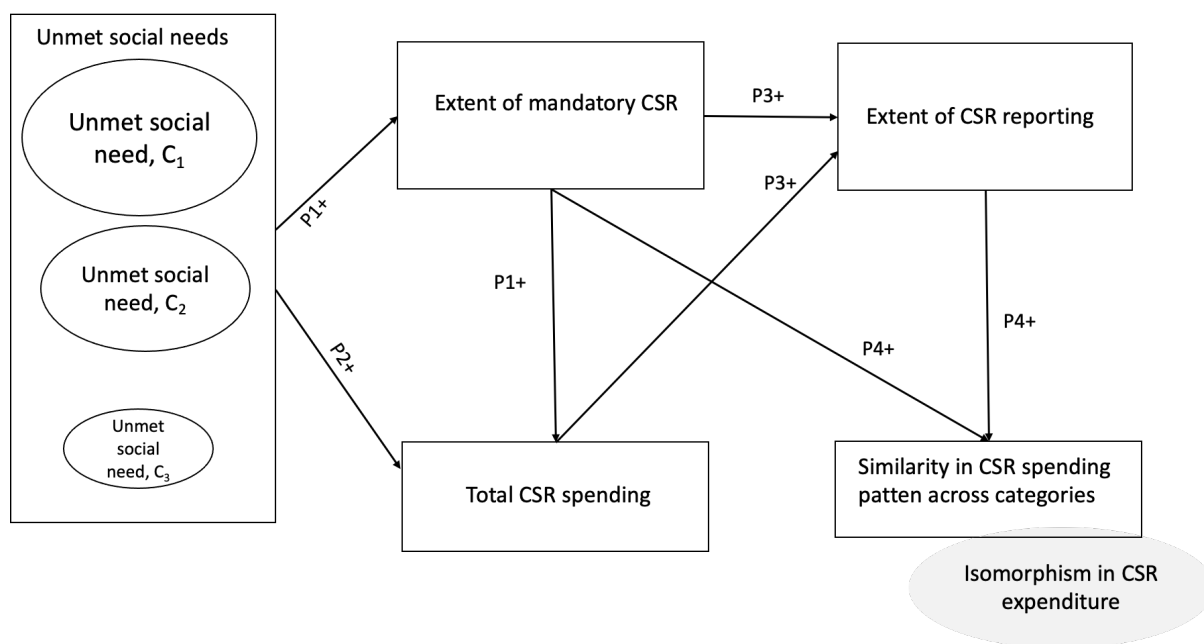 Unmet social needs
Unmet social
need, C₁
Unmet social
need, C₂
Unmet
social
need, C₃
P1+
P2+
Extent of mandatory CSR
P3+
Extent of CSR reporting
P3+
P1+
P4+
P4+
Total CSR spending
Similarity in CSR spending
patten across categories
Isomorphism in CSR
expenditure